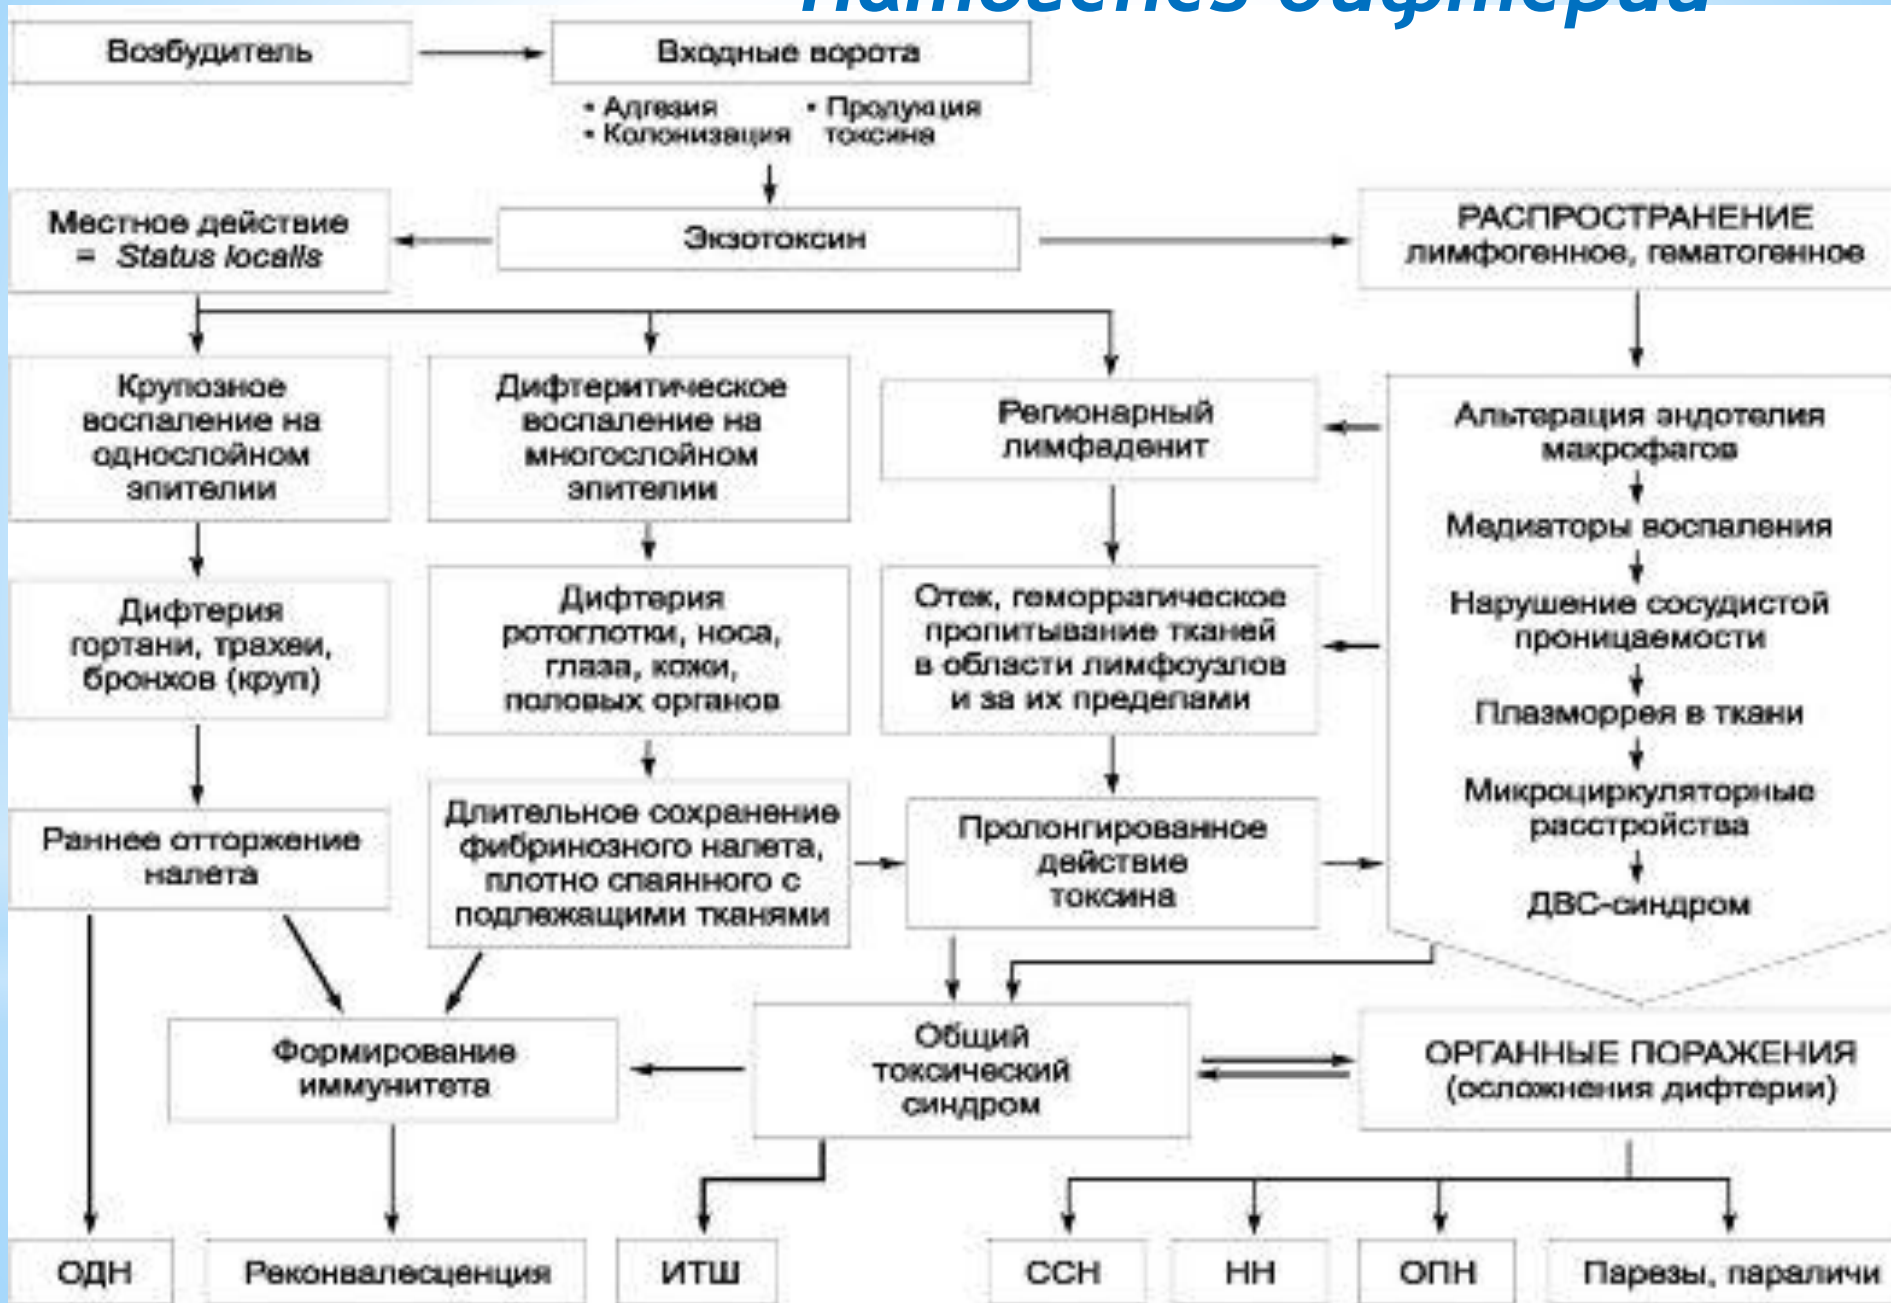 Патогенез дифтерии
Возбудитель
Входные ворота
• Адгезия • Продукция
• Колонизация токсина
Местное действие
= Status localis
Экзотоксин
РАСПРОСТРАНЕНИЕ
лимфогенное, гематогенное
Крупозное
воспаление на
однослойном
эпителии
Дифтеритическое
воспаление на
многослойном
эпителии
Регионарный
лимфаденит
Альтерация эндотелия
макрофагов
Медиаторы воспаления
Нарушение сосудистой
проницаемости
Плазморрея в ткани
Микроциркуляторные
расстройства
ДВС-синдром
Дифтерия
гортани, трахеи,
бронхов (круп)
Дифтерия
ротоглотки, носа,
глаза, кожи,
половых органов
Отек, геморрагическое
пропитывание тканей
в области лимфоузлов
и за их пределами
Раннее отторжение
налета
Длительное сохранение
фибринозного налета,
плотно спаянного с
подлежащими тканями
Пролонгированное
действие
токсина
Формирование
иммунитета
Общий
токсический
синдром
ОРГАННЫЕ ПОРАЖЕНИЯ
(осложнения дифтерии)
ОДН
Реконвалесценция
ИТШ
ССН
НН
ОПН
Парезы, параличи